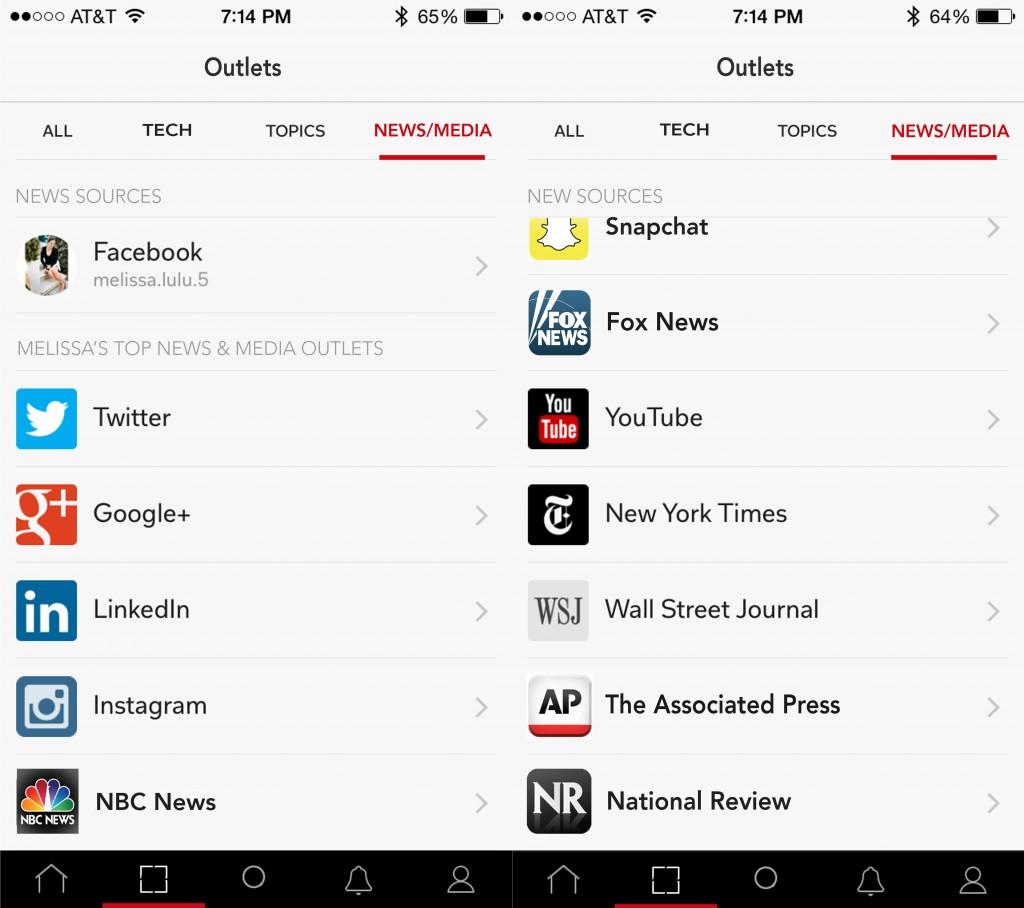 AT&T 7:14 PM 65%
Outlets
ALL TECH TOPICS NEWS/MEDIA
NEWS SOURCES
Facebook
melissa.lulu.5
MELISSA'S TOP NEWS & MEDIA OUTLETS
Twitter
g+ Google+
in LinkedIn
Instagram
NBC NEWS NBC News
AT&T 7:14 PM 64%
Outlets
ALL TECH TOPICS NEWS/MEDIA
NEW SOURCES
Snapchat
FOX
NEWS
Fox News
You
Tube
YouTube
T New York Times
WSJ Wall Street Journal
AP The Associated Press
NR National Review